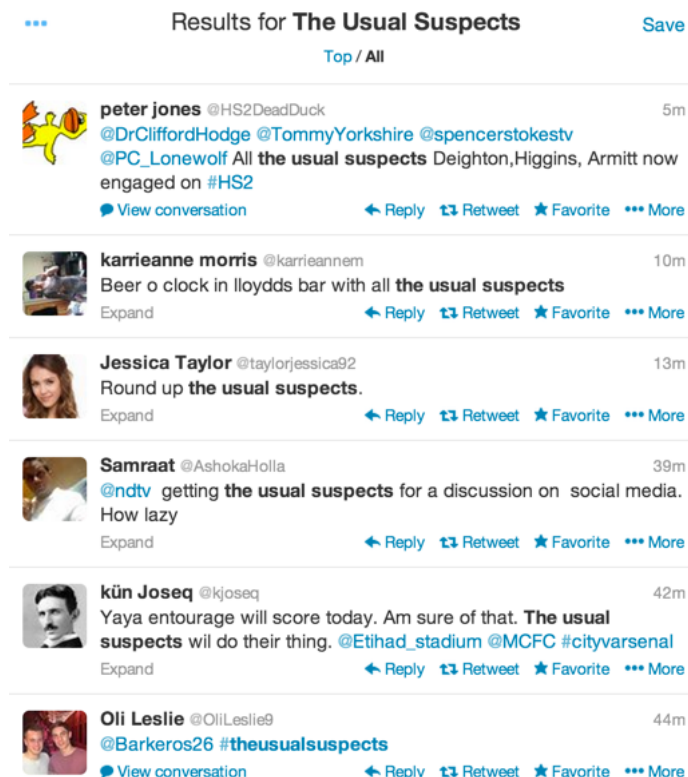 ••• Results for The Usual Suspects Save
Top / All
peter jones @HS2DeadDuck 5m
@DrCliffordHodge @TommyYorkshire @spencerstokestv
@PC_Lonewolf All the usual suspects Deighton,Higgins, Armitt now
engaged on #HS2
View conversation Reply Retweet Favorite ••• More
karrieanne morris @karrieannem 10m
Beer o clock in lloydds bar with all the usual suspects
Expand Reply Retweet Favorite ••• More
Jessica Taylor @taylorjessica92 13m
Round up the usual suspects.
Expand Reply Retweet Favorite ••• More
Samraat @AshokaHolla 39m
@ndtv getting the usual suspects for a discussion on social media.
How lazy
Expand Reply Retweet Favorite ••• More
kün Joseq @kjoseq 42m
Yaya entourage will score today. Am sure of that. The usual
suspects wil do their thing. @Etihad_stadium @MCFC #cityvarsenal
Expand Reply Retweet Favorite ••• More
Oli Leslie @OliLeslie9 44m
@Barkeros26 #theusualsuspects
View conversation Reply Retweet Favorite ••• More